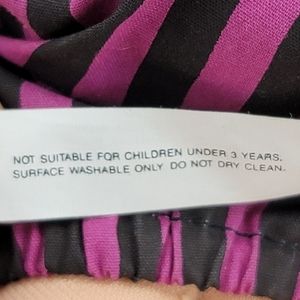 NOT SUITABLE FOR CHILDREN UNDER 3 YEARS.
SURFACE WASHABLE ONLY DO NOT DRY CLEAN.